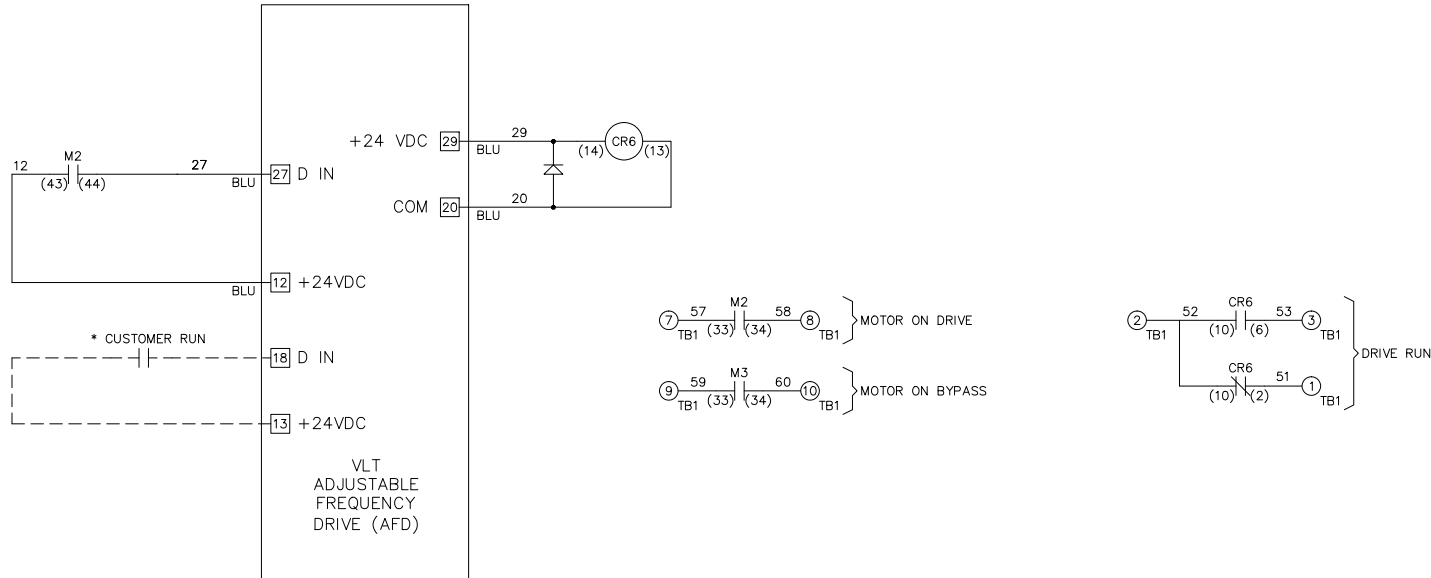 +24 VDC 29 BLU 29 (14) CR6 (13)
12 M2 (43) (44) 27 BLU 27 D IN
COM 20 BLU 20
BLU 12 +24VDC
* CUSTOMER RUN
18 D IN
13 +24VDC
VLT
ADJUSTABLE
FREQUENCY
DRIVE (AFD)
7 TB1 57 M2 (33) (34) 58 8 TB1 MOTOR ON DRIVE
9 TB1 59 M3 (33) (34) 60 10 TB1 MOTOR ON BYPASS
2 TB1 52 CR6 (10) (6) 53 3 TB1
DRIVE RUN
CR6 (10) (2) 51 1 TB1